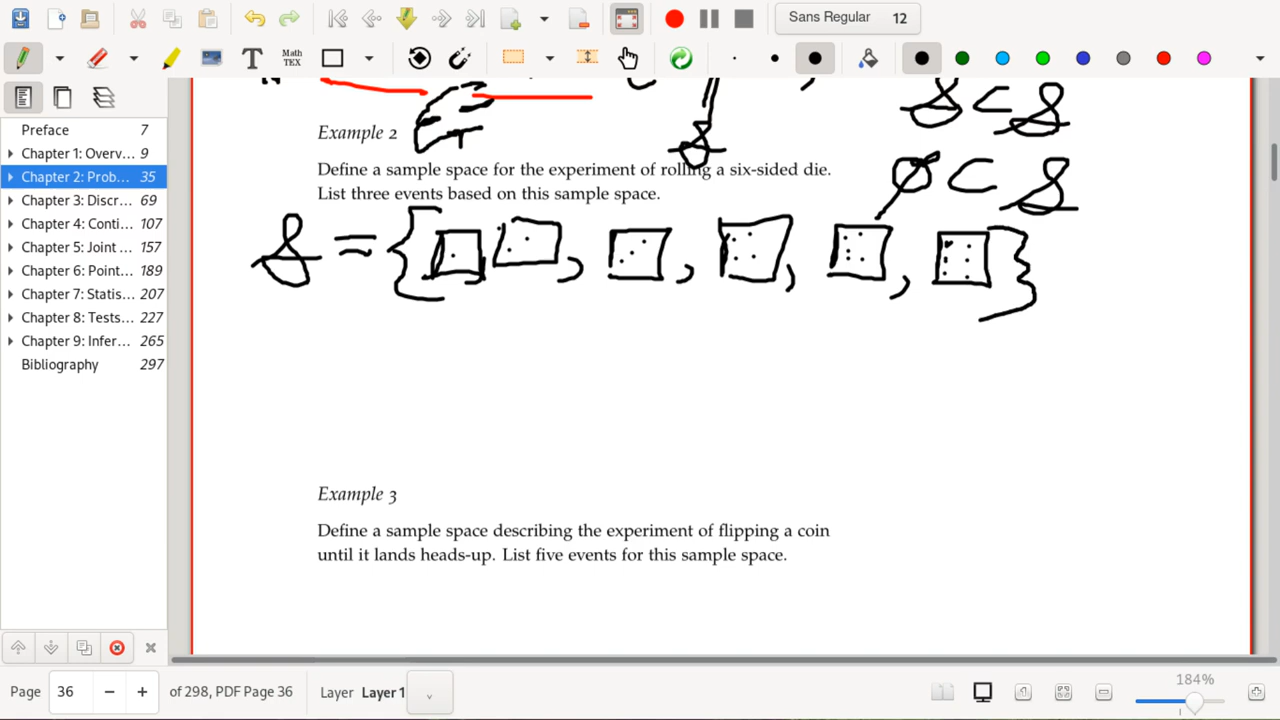 Sans Regular 12
T Math TEX
Preface 7
Chapter 1: Overv... 9
Chapter 2: Prob... 35
Chapter 3: Discr... 69
Chapter 4: Conti... 107
Chapter 5: Joint ... 157
Chapter 6: Point... 189
Chapter 7: Statis... 207
Chapter 8: Tests... 227
Chapter 9: Infer... 265
Bibliography 297
S ⊂ S
Example 2
Define a sample space for the experiment of rolling a six-sided die.
List three events based on this sample space.
∅ ⊂ S
S = {⚀ ⚁, ⚂, ⚃, ⚄, ⚅}
Example 3
Define a sample space describing the experiment of flipping a coin
until it lands heads-up. List five events for this sample space.
Page 36 of 298, PDF Page 36 Layer Layer 1 184%